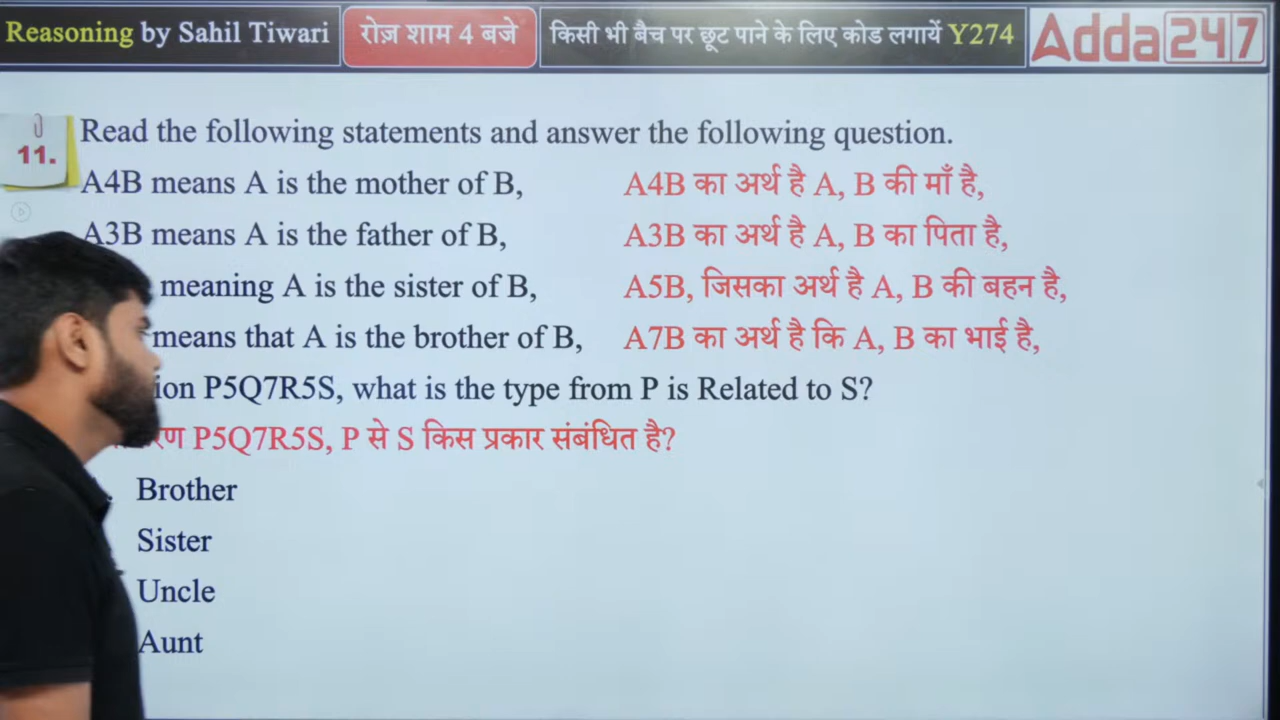 Reasoning by Sahil Tiwari
रोज़ शाम 4 बजे
किसी भी बैच पर छूट पाने के लिए कोड लगायें Y274
Adda247
11.
Read the following statements and answer the following question.
A4B means A is the mother of B,
A4B का अर्थ है A, B की माँ है,
A3B means A is the father of B,
A3B का अर्थ है A, B का पिता है,
meaning A is the sister of B,
A5B, जिसका अर्थ है A, B की बहन है,
means that A is the brother of B,
A7B का अर्थ है कि A, B का भाई है,
ion P5Q7R5S, what is the type from P is Related to S?
रण P5Q7R5S, P से S किस प्रकार संबंधित है?
Brother
Sister
Uncle
Aunt